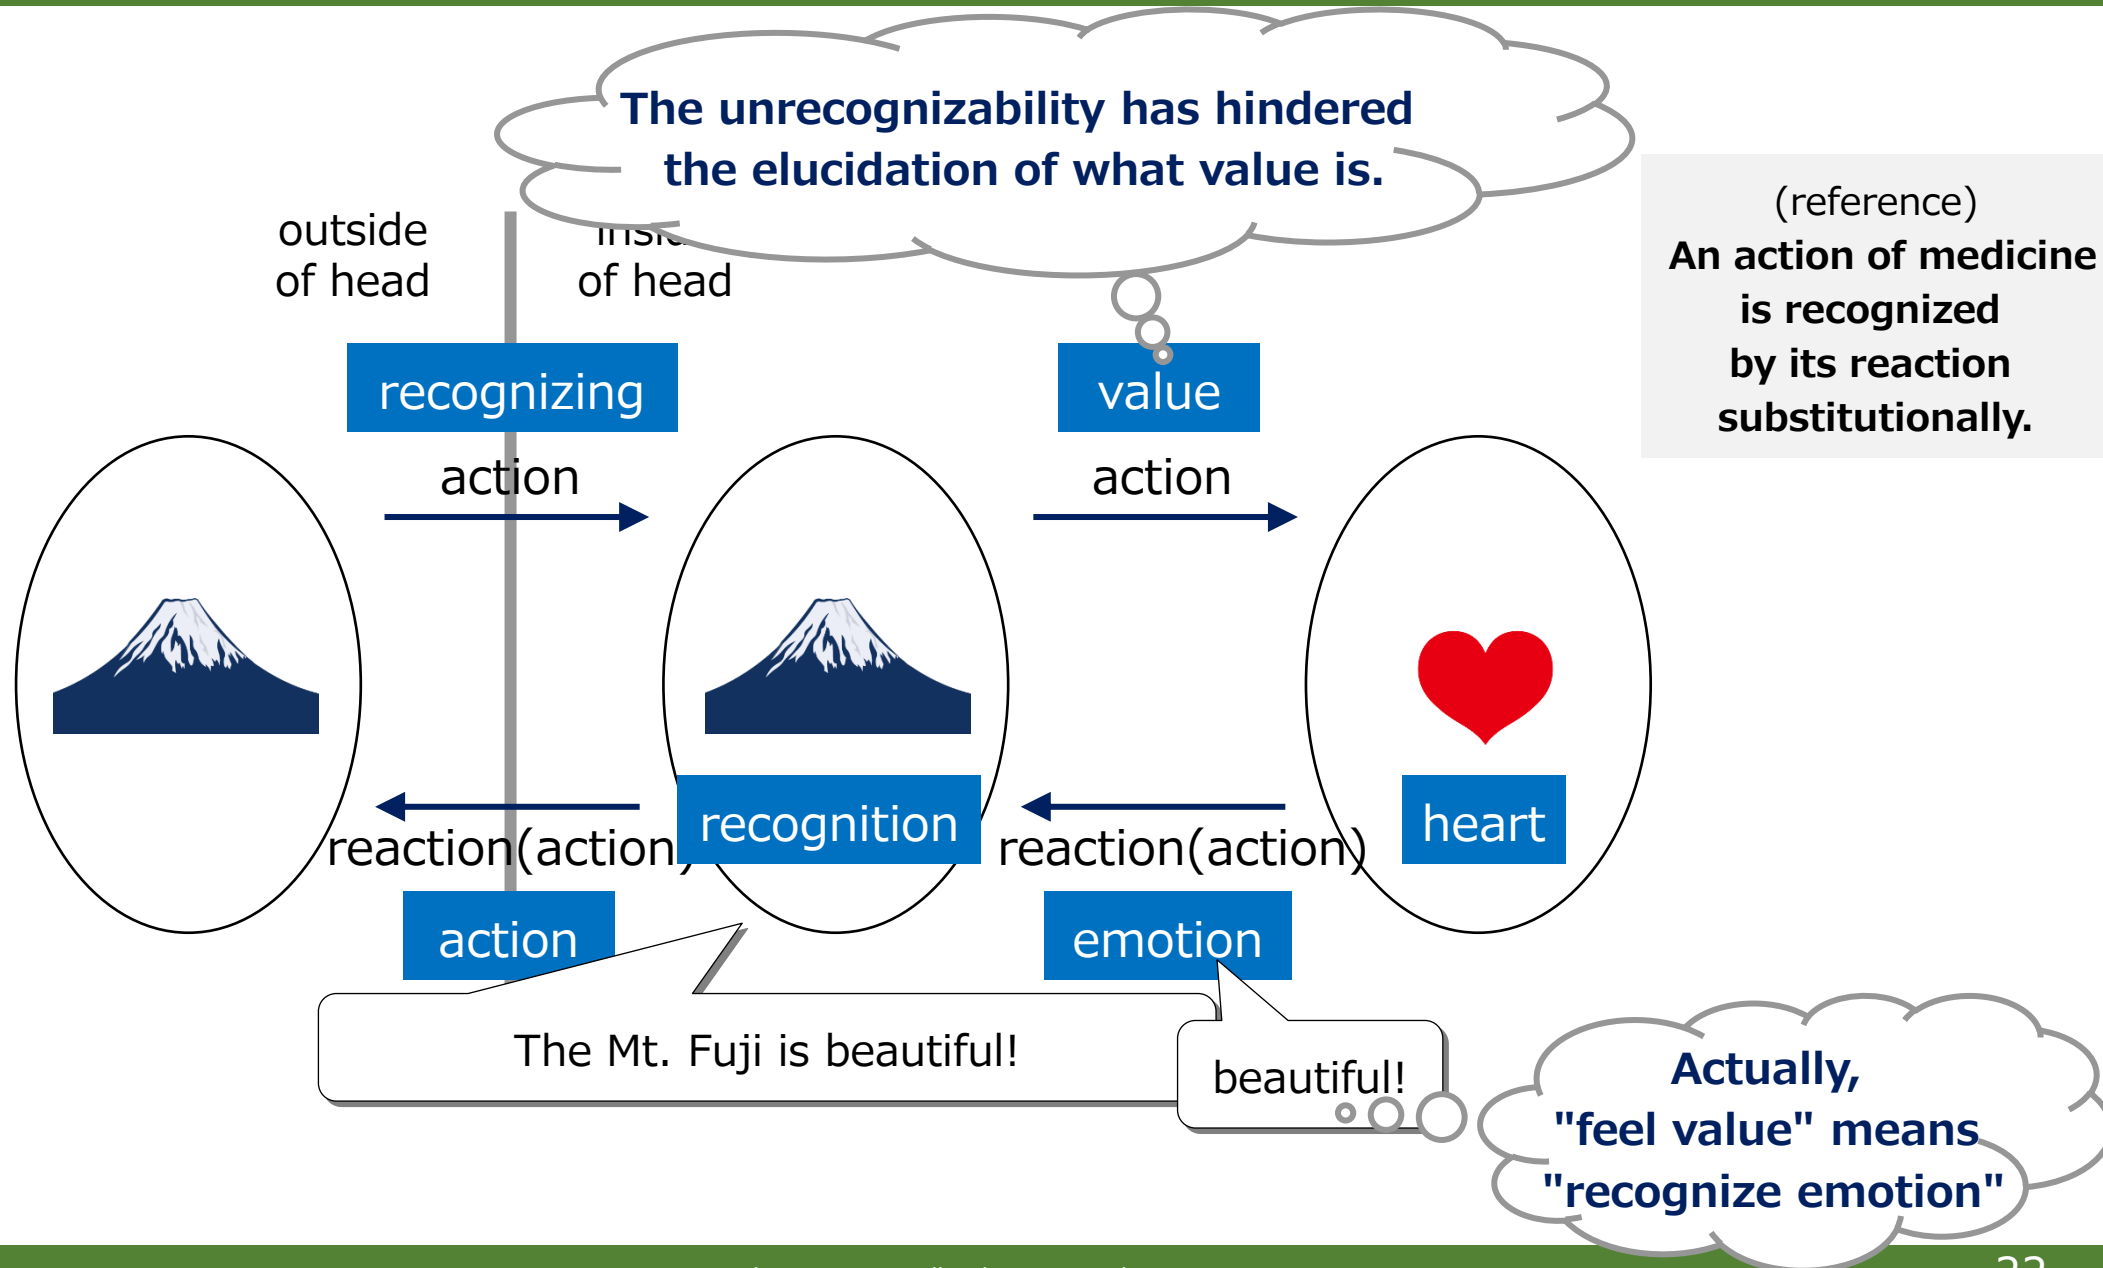 The unrecognizability has hindered
the elucidation of what value is.
(reference)
An action of medicine
is recognized
by its reaction
substitutionally.
outside
of head
of head
recognizing
value
action
action
recognition
heart
reaction(action)
reaction(action)
action
emotion
The Mt. Fuji is beautiful!
beautiful!
Actually,
"feel value" means
"recognize emotion"